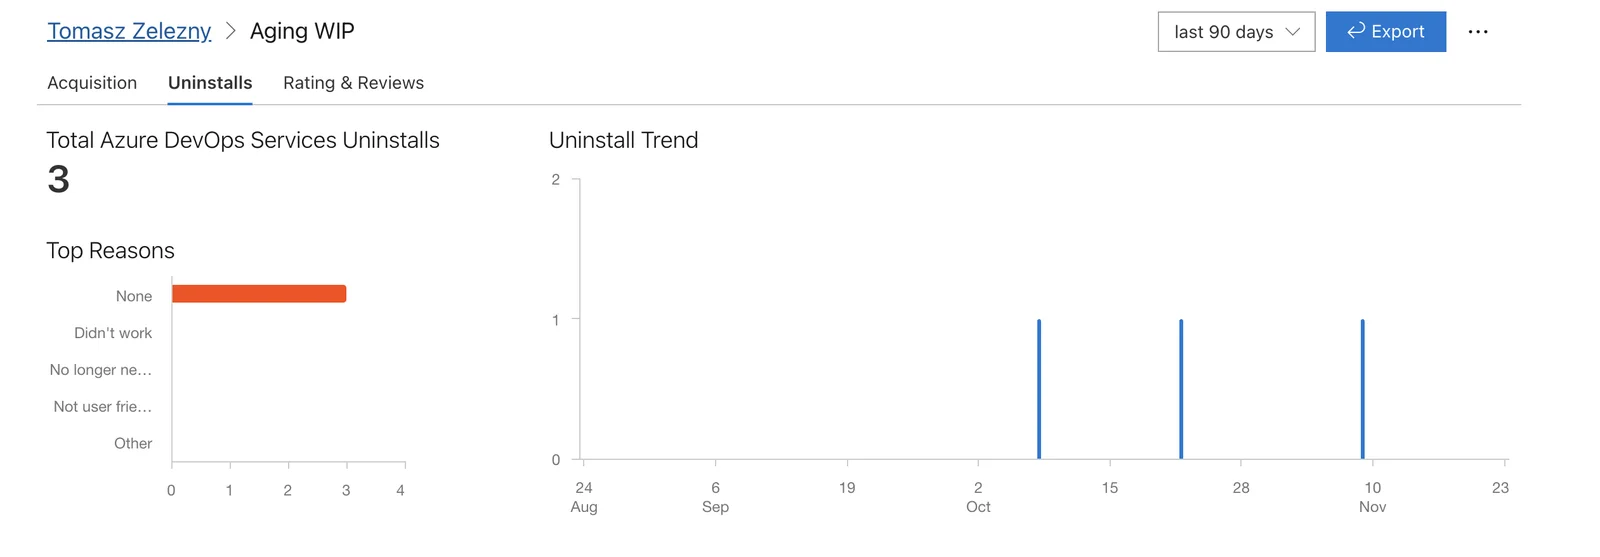 Tomasz Zelezny > Aging WIP
last 90 days
Export
...
Acquisition Uninstalls Rating & Reviews
Total Azure DevOps Services Uninstalls
3
Top Reasons
None
Didn't work
No longer ne...
Not user frie...
Other
0 1 2 3 4
Uninstall Trend
2
1
0
24 6 19 2 15 28 10 23
Aug Sep Oct Nov